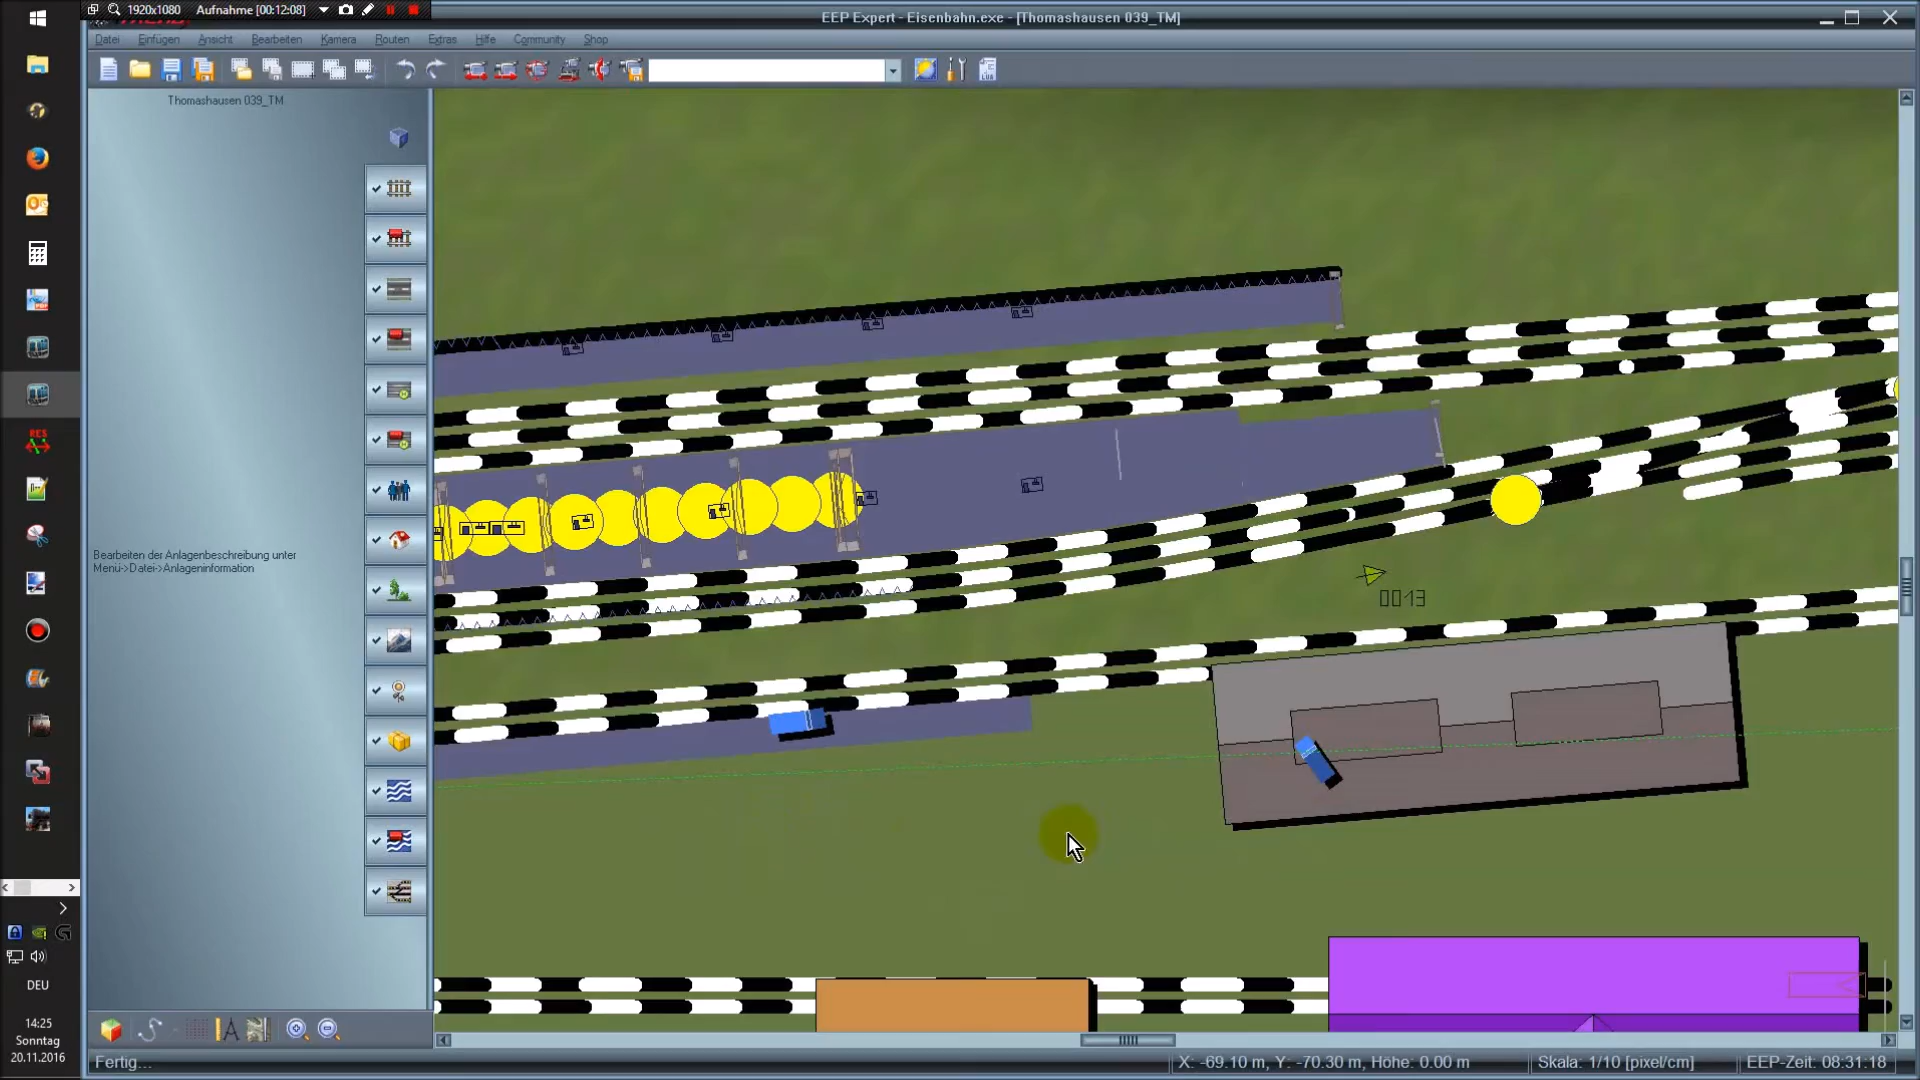 1920x1080 Aufnahme [00:12:08]
EEP Expert - Eisenbahn.exe - [Thomashausen 039_TM]
Datei Einfügen Ansicht Bearbeiten Kamera Routen Extras Hilfe Community Shop
Thomashausen 039_TM
Bearbeiten der Anlagenbeschreibung unter
Menü->Datei->Anlageninformation
0013
DEU
14:25
Sonntag
20.11.2016
Fertig...
X: -69.10 m, Y: -70.30 m, Höhe: 0.00 m
Skala: 1/10 [pixel/cm]
EEP-Zeit: 08:31:18